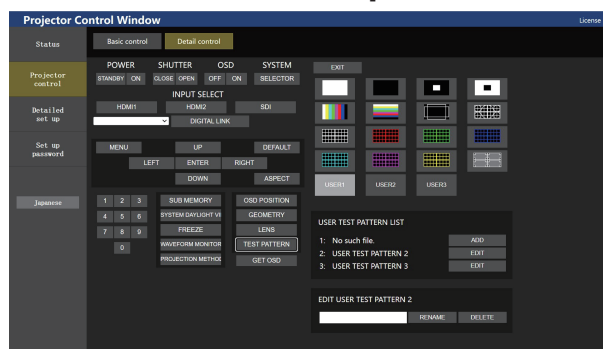 Projector Control Window
License
Status
Basic control
Detail control
Projector
control
POWER
SHUTTER
OSD
SYSTEM
STANDBY
ON
CLOSE
OPEN
OFF
ON
SELECTOR
INPUT SELECT
HDMI1
HDMI2
SDI
DIGITAL LINK
Detailed
set up
Set up
password
MENU
UP
DEFAULT
LEFT
ENTER
RIGHT
DOWN
ASPECT
Japanese
1
2
3
SUB MEMORY
OSD POSITION
4
5
6
SYSTEM DAYLIGHT VI
GEOMETRY
7
8
9
FREEZE
LENS
0
WAVEFORM MONITOR
TEST PATTERN
PROJECTION METHOD
GET OSD
EXIT
USER1
USER2
USER3
USER TEST PATTERN LIST
1: No such file.
ADD
2: USER TEST PATTERN 2
EDIT
3: USER TEST PATTERN 3
EDIT
EDIT USER TEST PATTERN 2
RENAME
DELETE